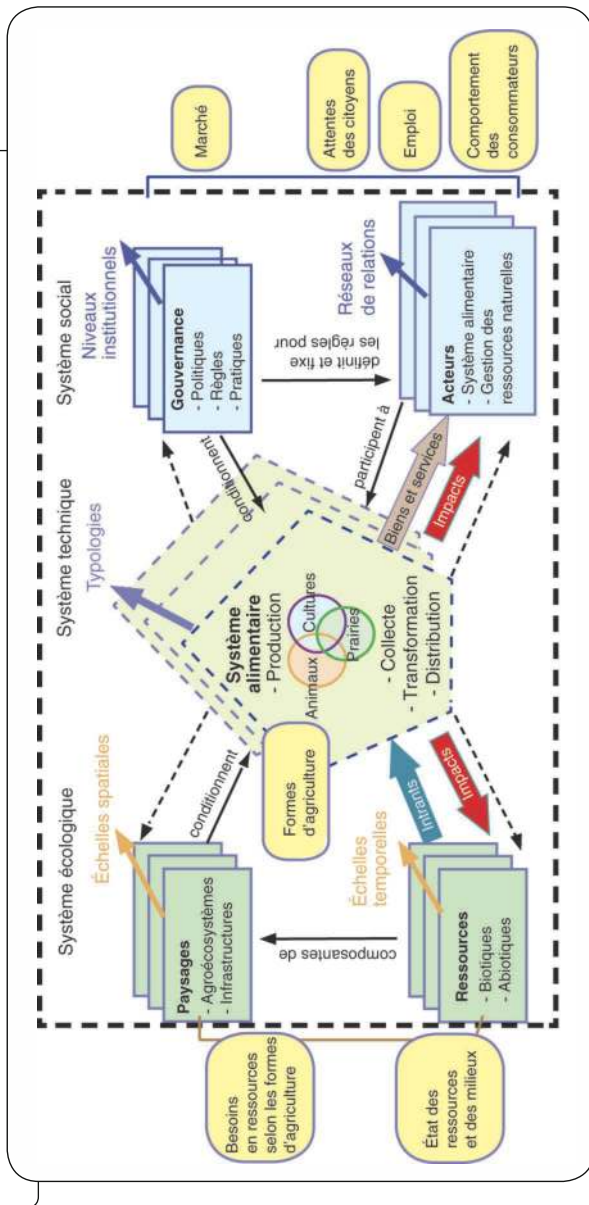 Système écologique
Système technique
Système social
Échelles spatiales
Typologies
Niveaux
institutionnels
Paysages
- Agroécosystèmes
- Infrastructures
conditionnent
Gouvernance
- Politiques
- Règles
- Pratiques
conditionnent
Marché
Besoins
en ressources
selon les formes
d'agriculture
Formes
d'agriculture
Système
alimentaire
- Production
Animaux
Cultures
Prairies
- Collecte
- Transformation
- Distribution
composantes de
définit et fixe
les règles pour
Attentes
des citoyens
Emploi
Échelles
temporelles
Réseaux
de relations
participent à
Intrants
Impacts
Biens et services
Impacts
État des
ressources
et des milieux
Ressources
- Biotiques
- Abiotiques
Acteurs
- Système alimentaire
- Gestion des
ressources naturelles
Comportement
des
consommateurs